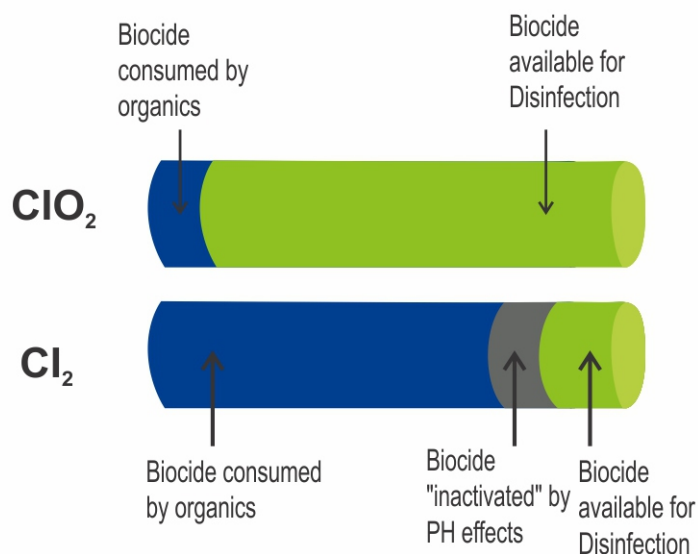 Biocide
consumed by
organics
Biocide
available for
Disinfection
ClO₂
Cl₂
Biocide consumed
by organics
Biocide
"inactivated" by
PH effects
Biocide
available for
Disinfection